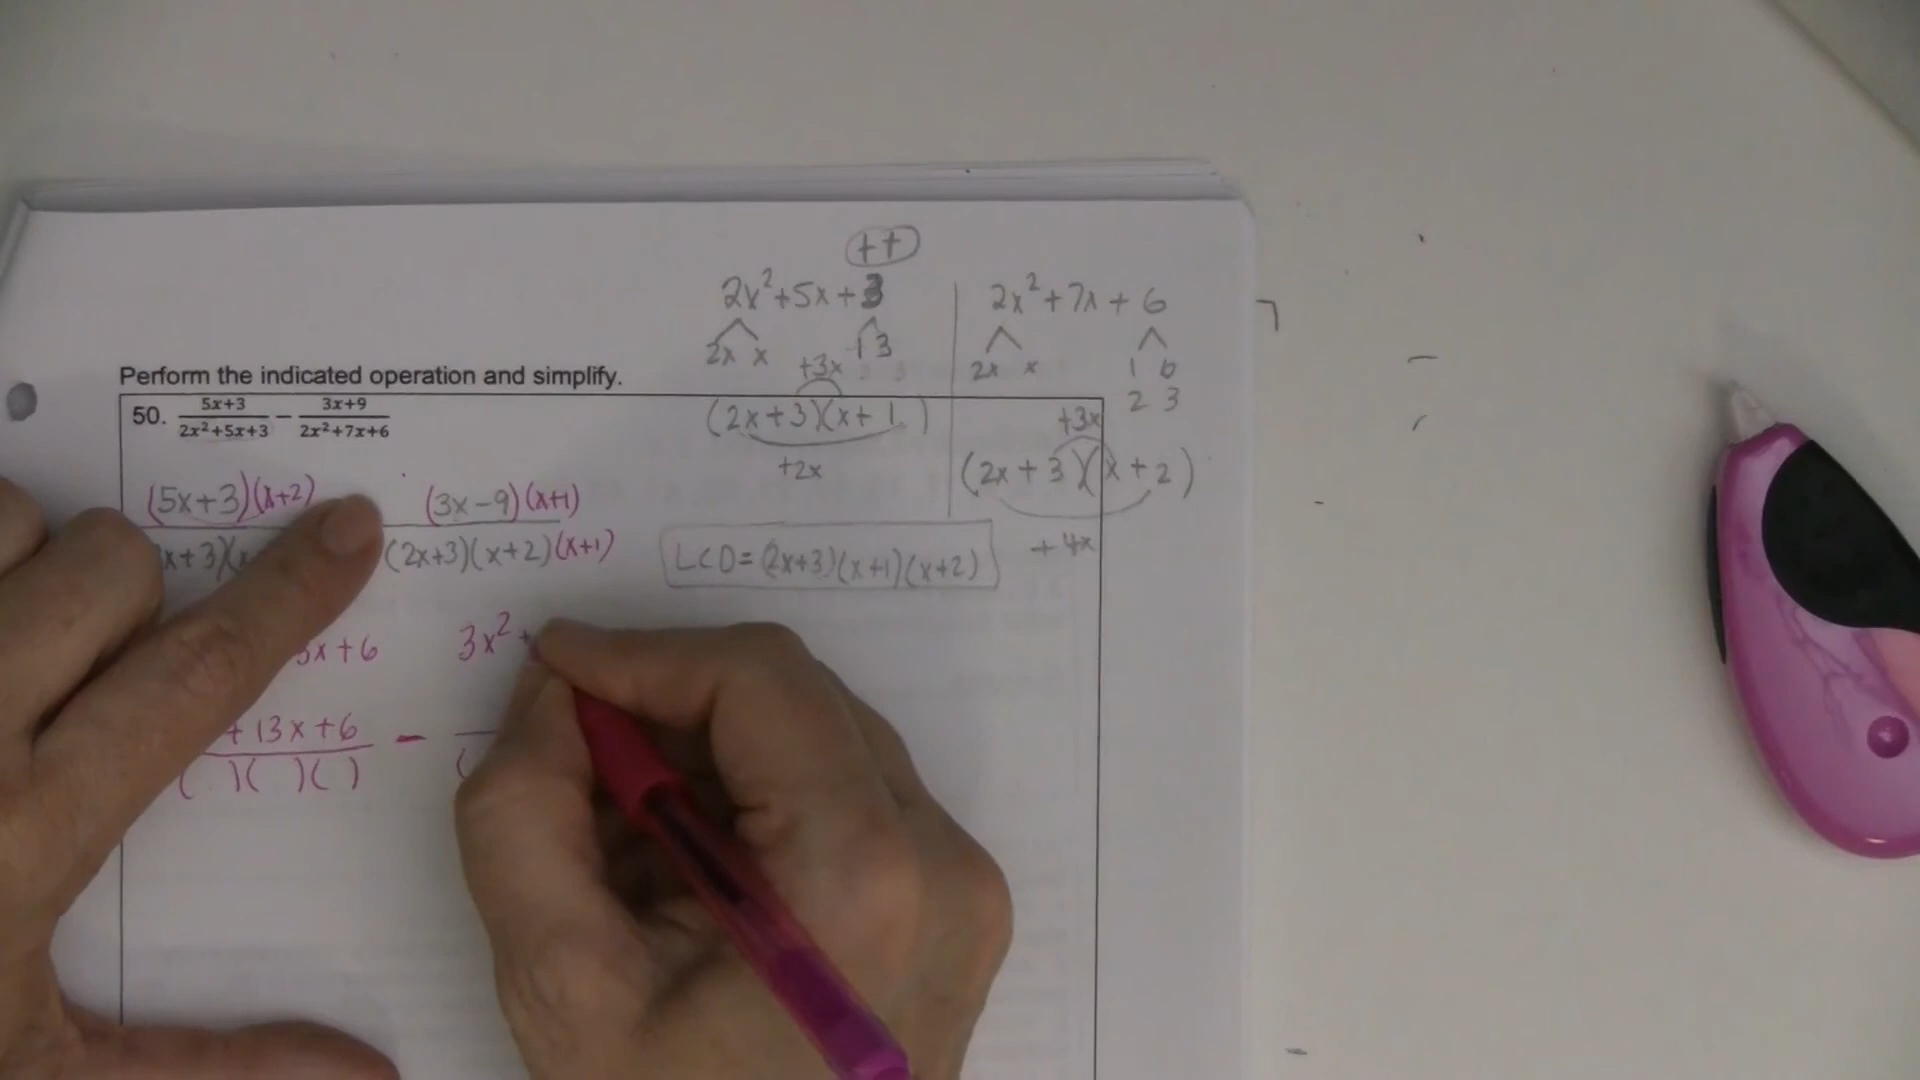 ++
2x²+5x+3
2x²+7x+6
2x x 1 3
2x x 1 6
2 3
Perform the indicated operation and simplify.
50. 5x+3 / 2x²+5x+3 − 3x+9 / 2x²+7x+6
+3x
(2x+3)(x+1)
+2x
+3x
(2x+3)(x+2)
+4x
(5x+3)(x+2) (3x-9)(x+1)
x+3)(x (2x+3)(x+2)(x+1)
LCD=(2x+3)(x+1)(x+2)
3x+6 3x²+
+13x+6 −
( )( )( ) (